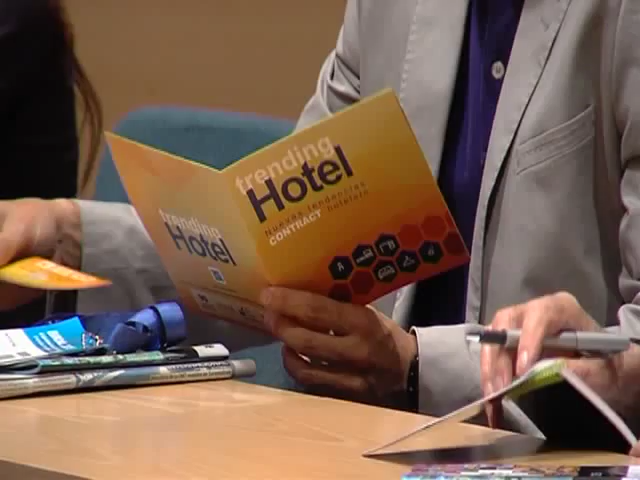 trending
Hotel
Nuevas tendencias
CONTRACT hotelero
trending
Hotel